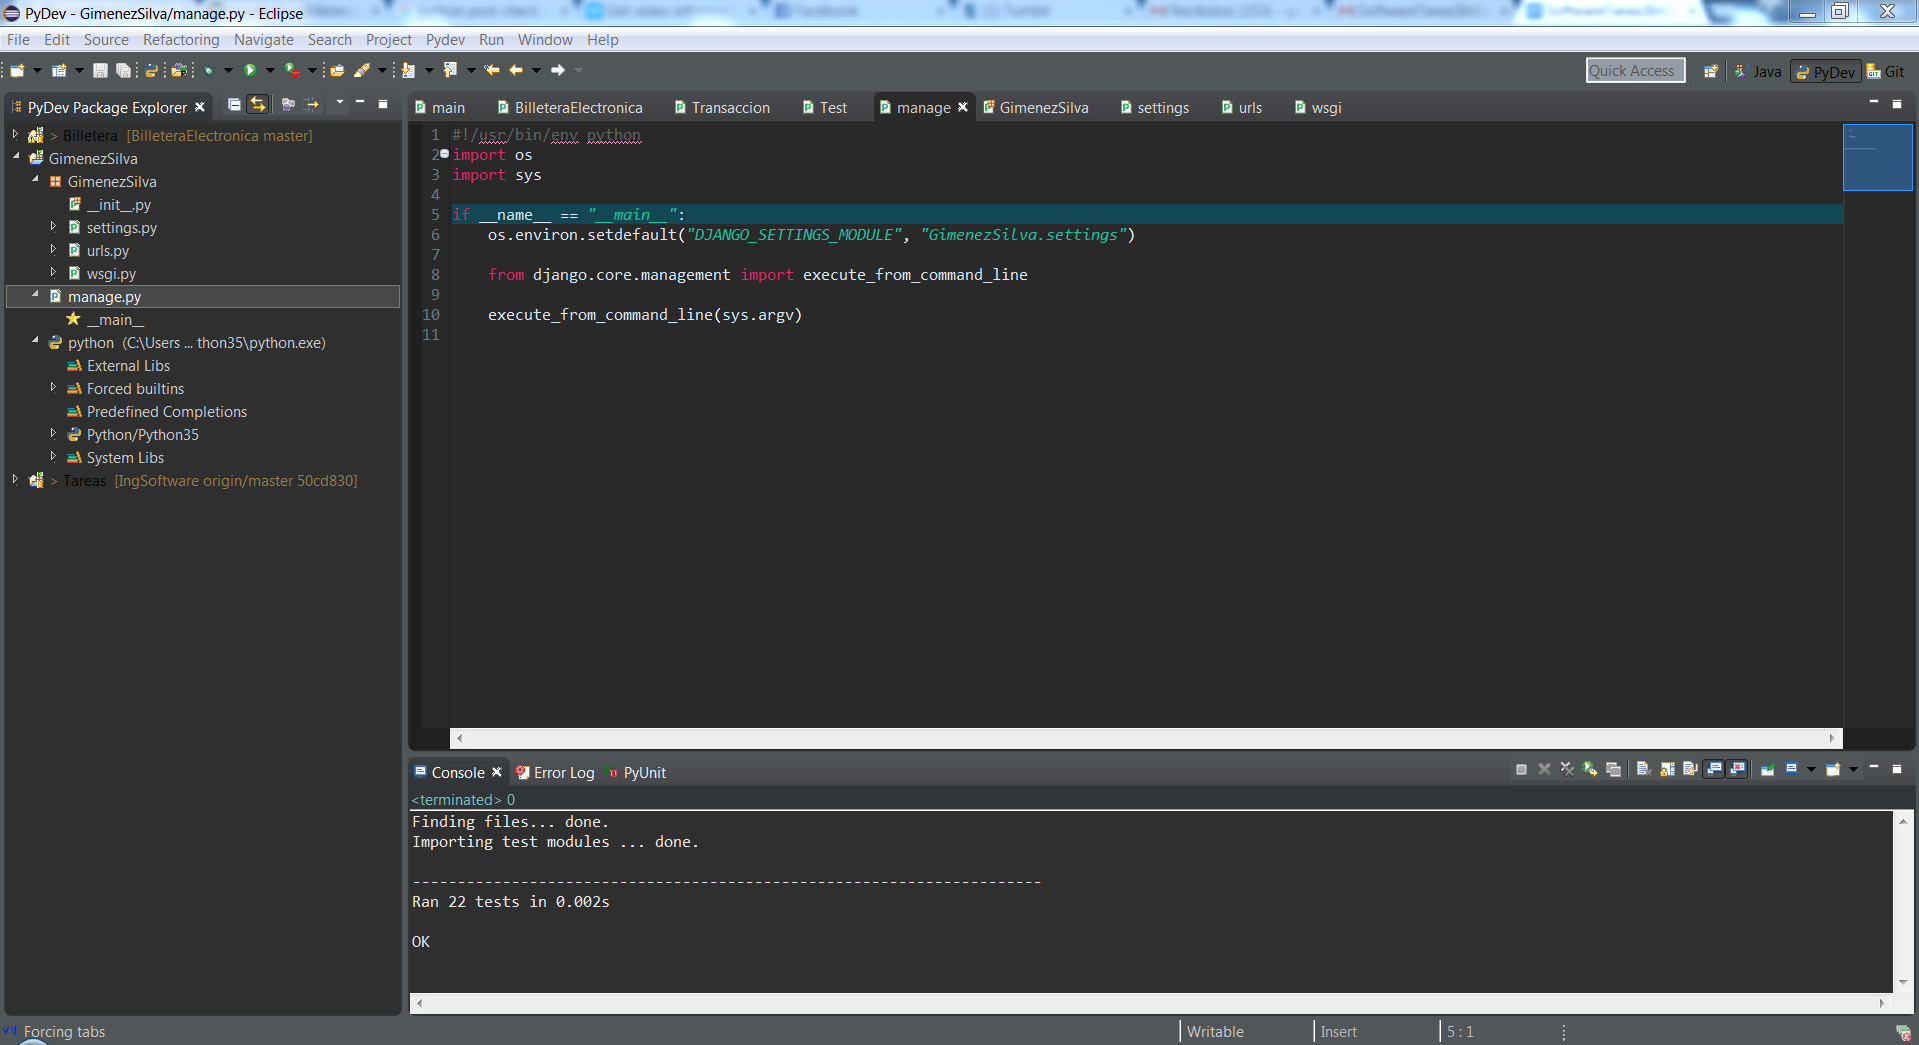 PyDev - GimenezSilva/manage.py - Eclipse
File Edit Source Refactoring Navigate Search Project Pydev Run Window Help
Quick Access Java PyDev Git
PyDev Package Explorer
> Billetera [BilleteraElectronica master]
GimenezSilva
GimenezSilva
__init__.py
settings.py
urls.py
wsgi.py
manage.py
__main__
python (C:\Users ... thon35\python.exe)
External Libs
Forced builtins
Predefined Completions
Python/Python35
System Libs
> Tareas [IngSoftware origin/master 50cd830]
main BilleteraElectronica Transaccion Test manage GimenezSilva settings urls wsgi
1 #!/usr/bin/env python
2 import os
3 import sys
4
5 if __name__ == "__main__":
6 os.environ.setdefault("DJANGO_SETTINGS_MODULE", "GimenezSilva.settings")
7
8 from django.core.management import execute_from_command_line
9
10 execute_from_command_line(sys.argv)
11
Console Error Log PyUnit
<terminated> 0
Finding files... done.
Importing test modules ... done.
----------------------------------------------------------------------
Ran 22 tests in 0.002s
OK
Forcing tabs Writable Insert 5 : 1